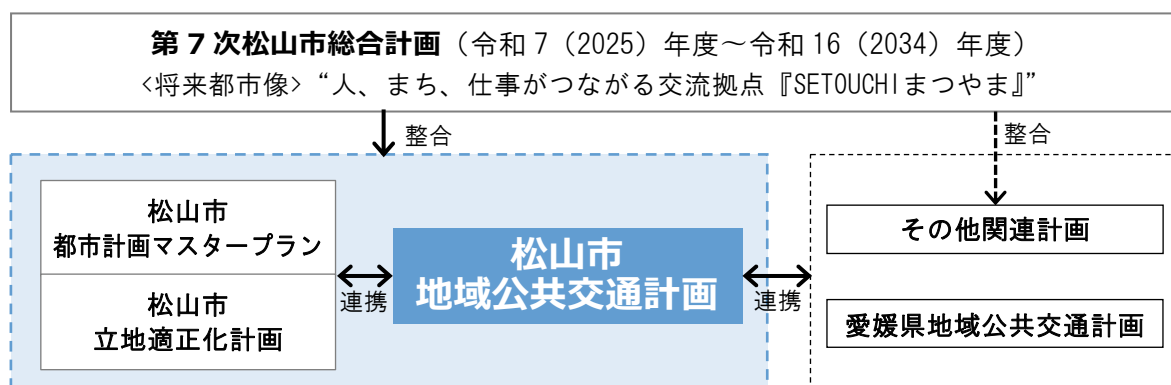 第7次松山市総合計画（令和7（2025）年度～令和16（2034）年度）
<将来都市像> “人、まち、仕事がつながる交流拠点『SETOUCHIまつやま』”
整合
整合
松山市
都市計画マスタープラン
松山市
立地適正化計画
連携
松山市
地域公共交通計画
連携
その他関連計画
愛媛県地域公共交通計画